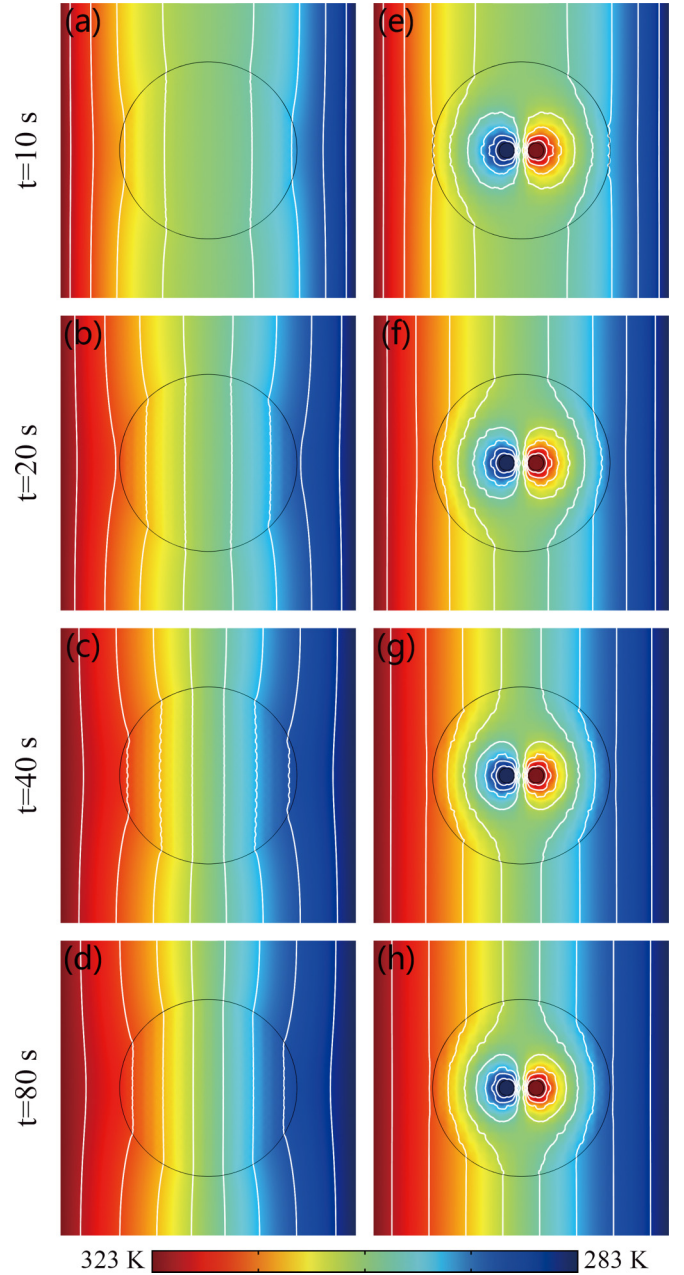 (a)
(e)
t=10 s
(b)
(f)
t=20 s
(c)
(g)
t=40 s
(d)
(h)
t=80 s
323 K
283 K